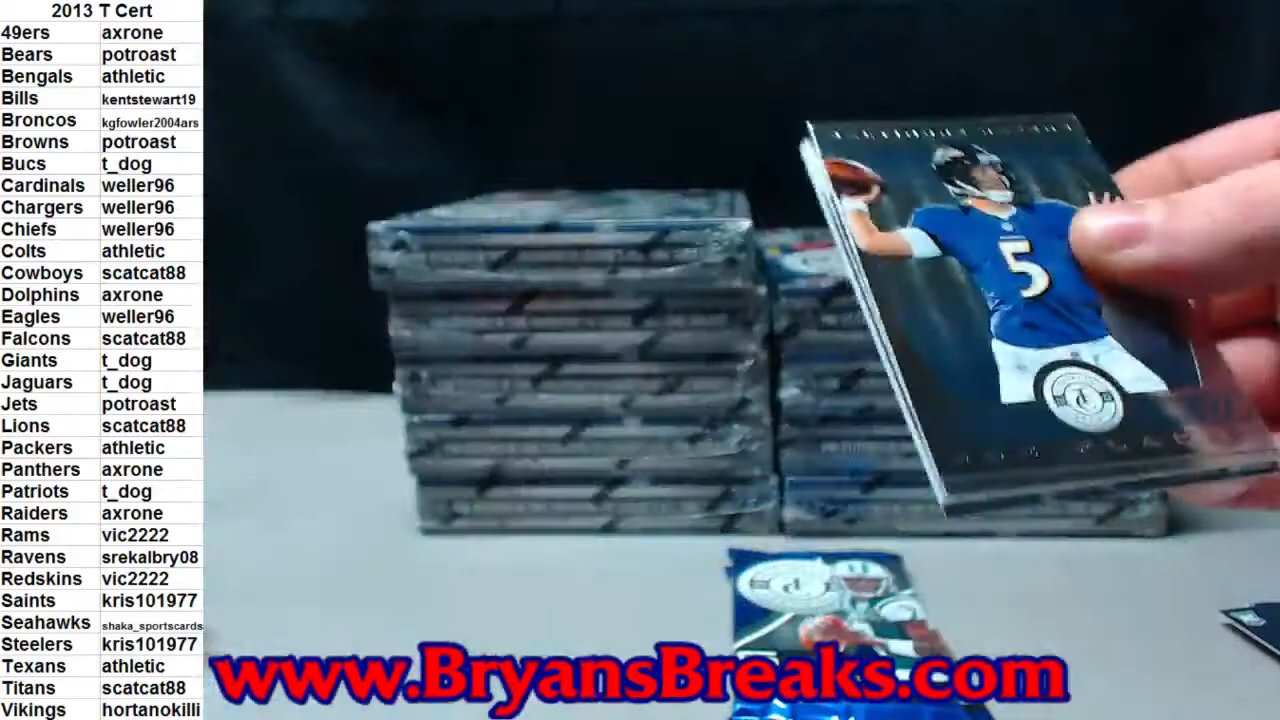 2013 T Cert
49ers axrone
Bears potroast
Bengals athletic
Bills kentstewart19
Broncos kgfowler2004ars
Browns potroast
Bucs t_dog
Cardinals weller96
Chargers weller96
Chiefs weller96
Colts athletic
Cowboys scatcat88
Dolphins axrone
Eagles weller96
Falcons scatcat88
Giants t_dog
Jaguars t_dog
Jets potroast
Lions scatcat88
Packers athletic
Panthers axrone
Patriots t_dog
Raiders axrone
Rams vic2222
Ravens srekalbry08
Redskins vic2222
Saints kris101977
Seahawks shaka_sportscards
Steelers kris101977
Texans athletic
Titans scatcat88
Vikings hortanokilli
5
www.BryansBreaks.com